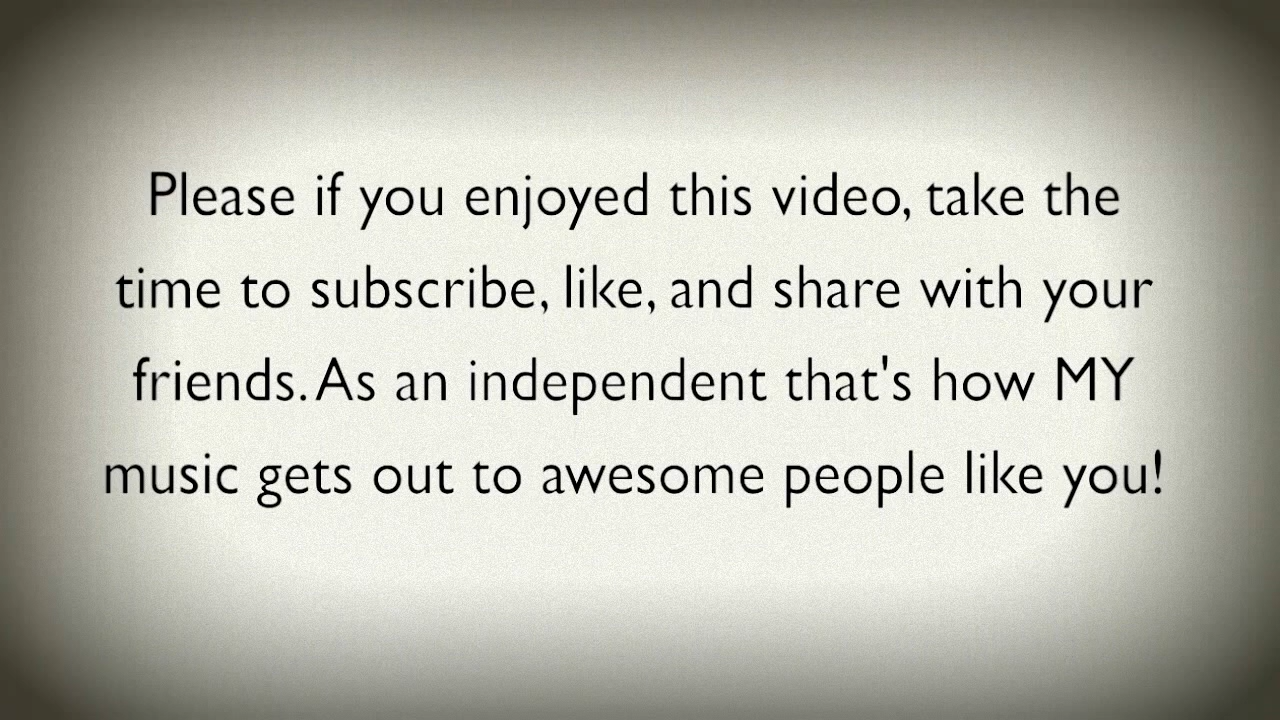 Please if you enjoyed this video, take the
time to subscribe, like, and share with your
friends. As an independent that's how MY
music gets out to awesome people like you!